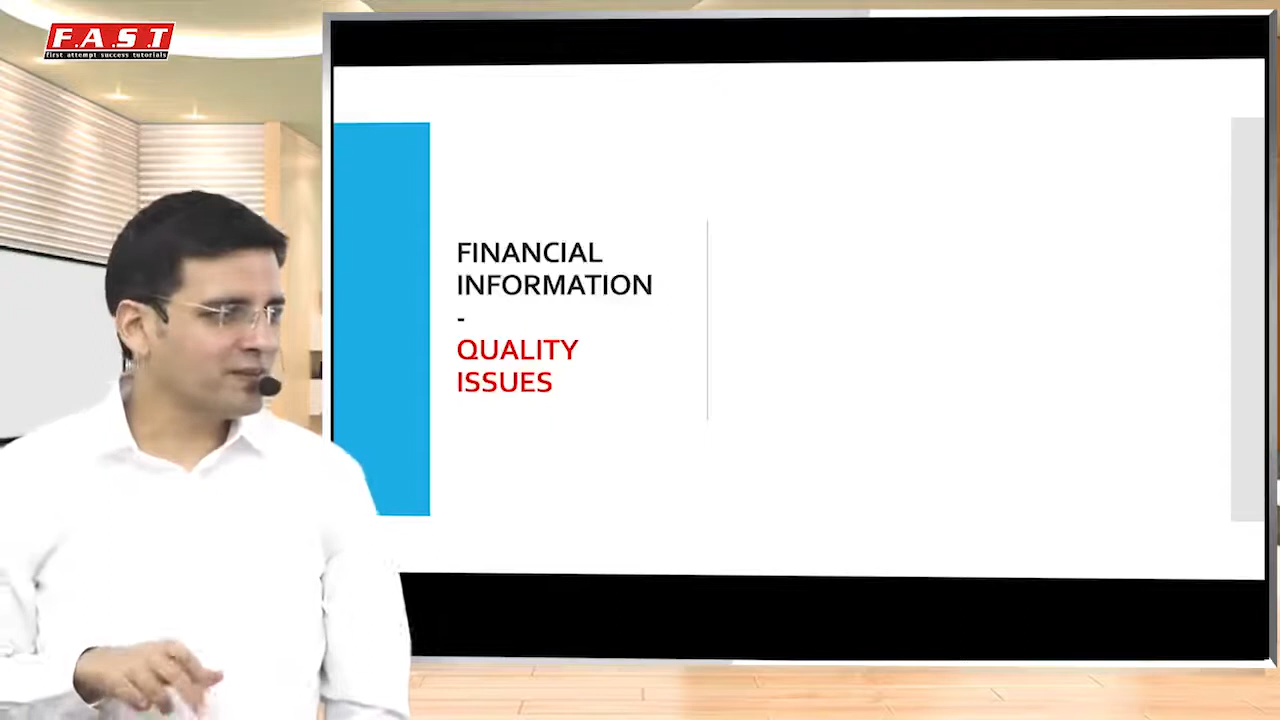 F.A.S.T
first attempt success tutorials
FINANCIAL
INFORMATION
-
QUALITY
ISSUES